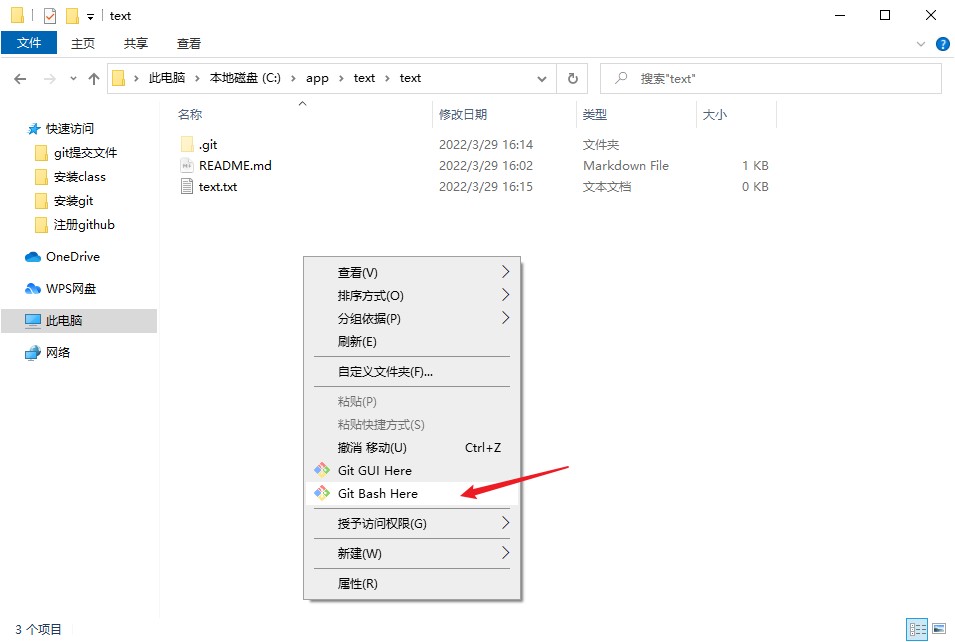 text
文件 主页 共享 查看
此电脑 本地磁盘 (C:) app text text 搜索"text"
名称 修改日期 类型 大小
.git 2022/3/29 16:14 文件夹
README.md 2022/3/29 16:02 Markdown File 1 KB
text.txt 2022/3/29 16:15 文本文档 0 KB
快速访问
git提交文件
安装class
安装git
注册github
OneDrive
WPS网盘
此电脑
网络
查看(V)
排序方式(O)
分组依据(P)
刷新(E)
自定义文件夹(F)...
粘贴(P)
粘贴快捷方式(S)
撤消 移动(U) Ctrl+Z
Git GUI Here
Git Bash Here
授予访问权限(G)
新建(W)
属性(R)
3 个项目